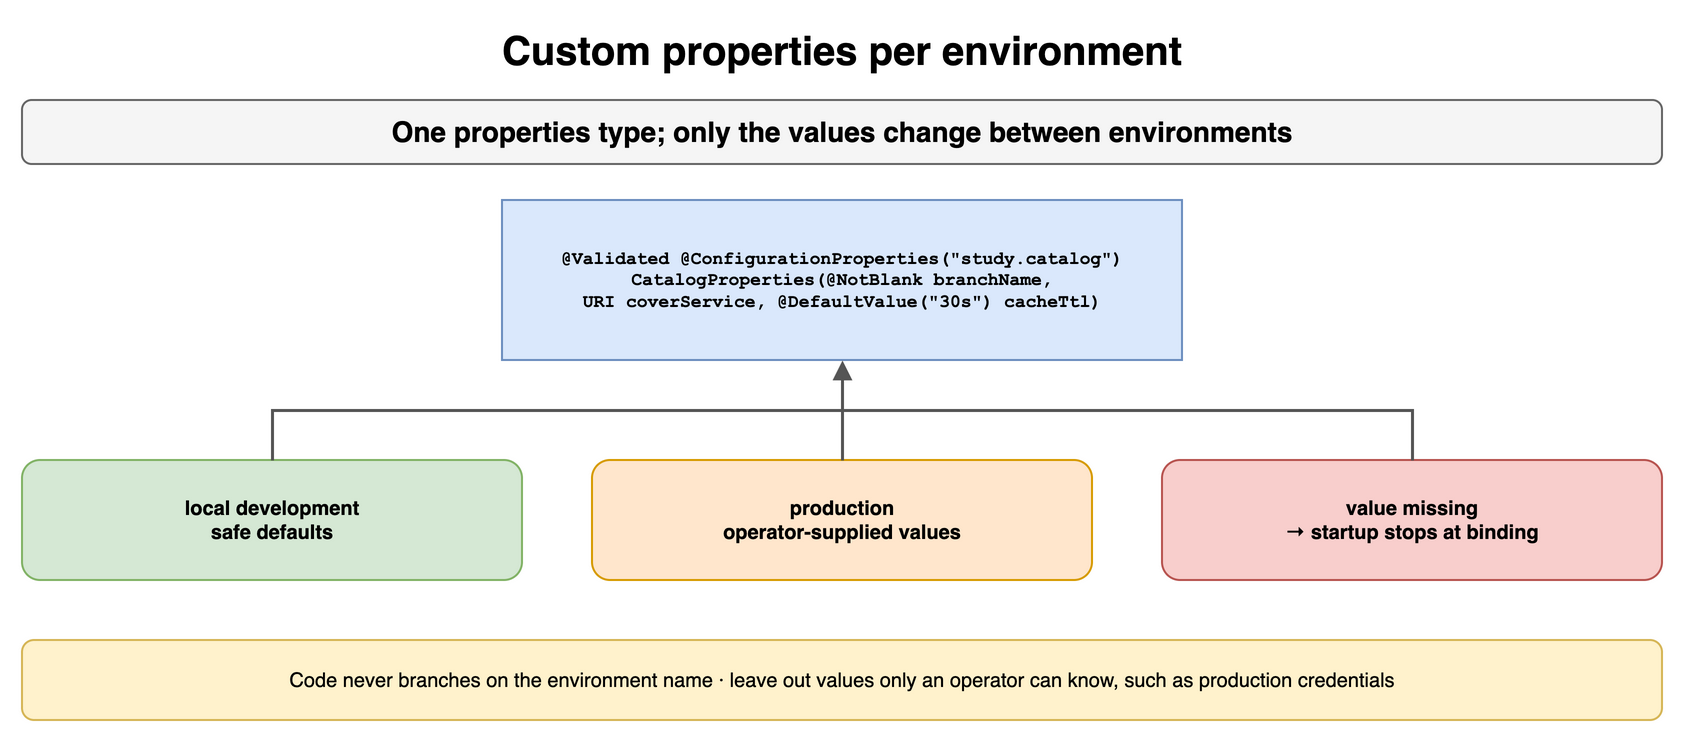 Custom properties per environment
One properties type; only the values change between environments
@Validated @ConfigurationProperties("study.catalog")
CatalogProperties(@NotBlank branchName,
URI coverService, @DefaultValue("30s") cacheTtl)
local development
safe defaults
production
operator-supplied values
value missing
→ startup stops at binding
Code never branches on the environment name · leave out values only an operator can know, such as production credentials